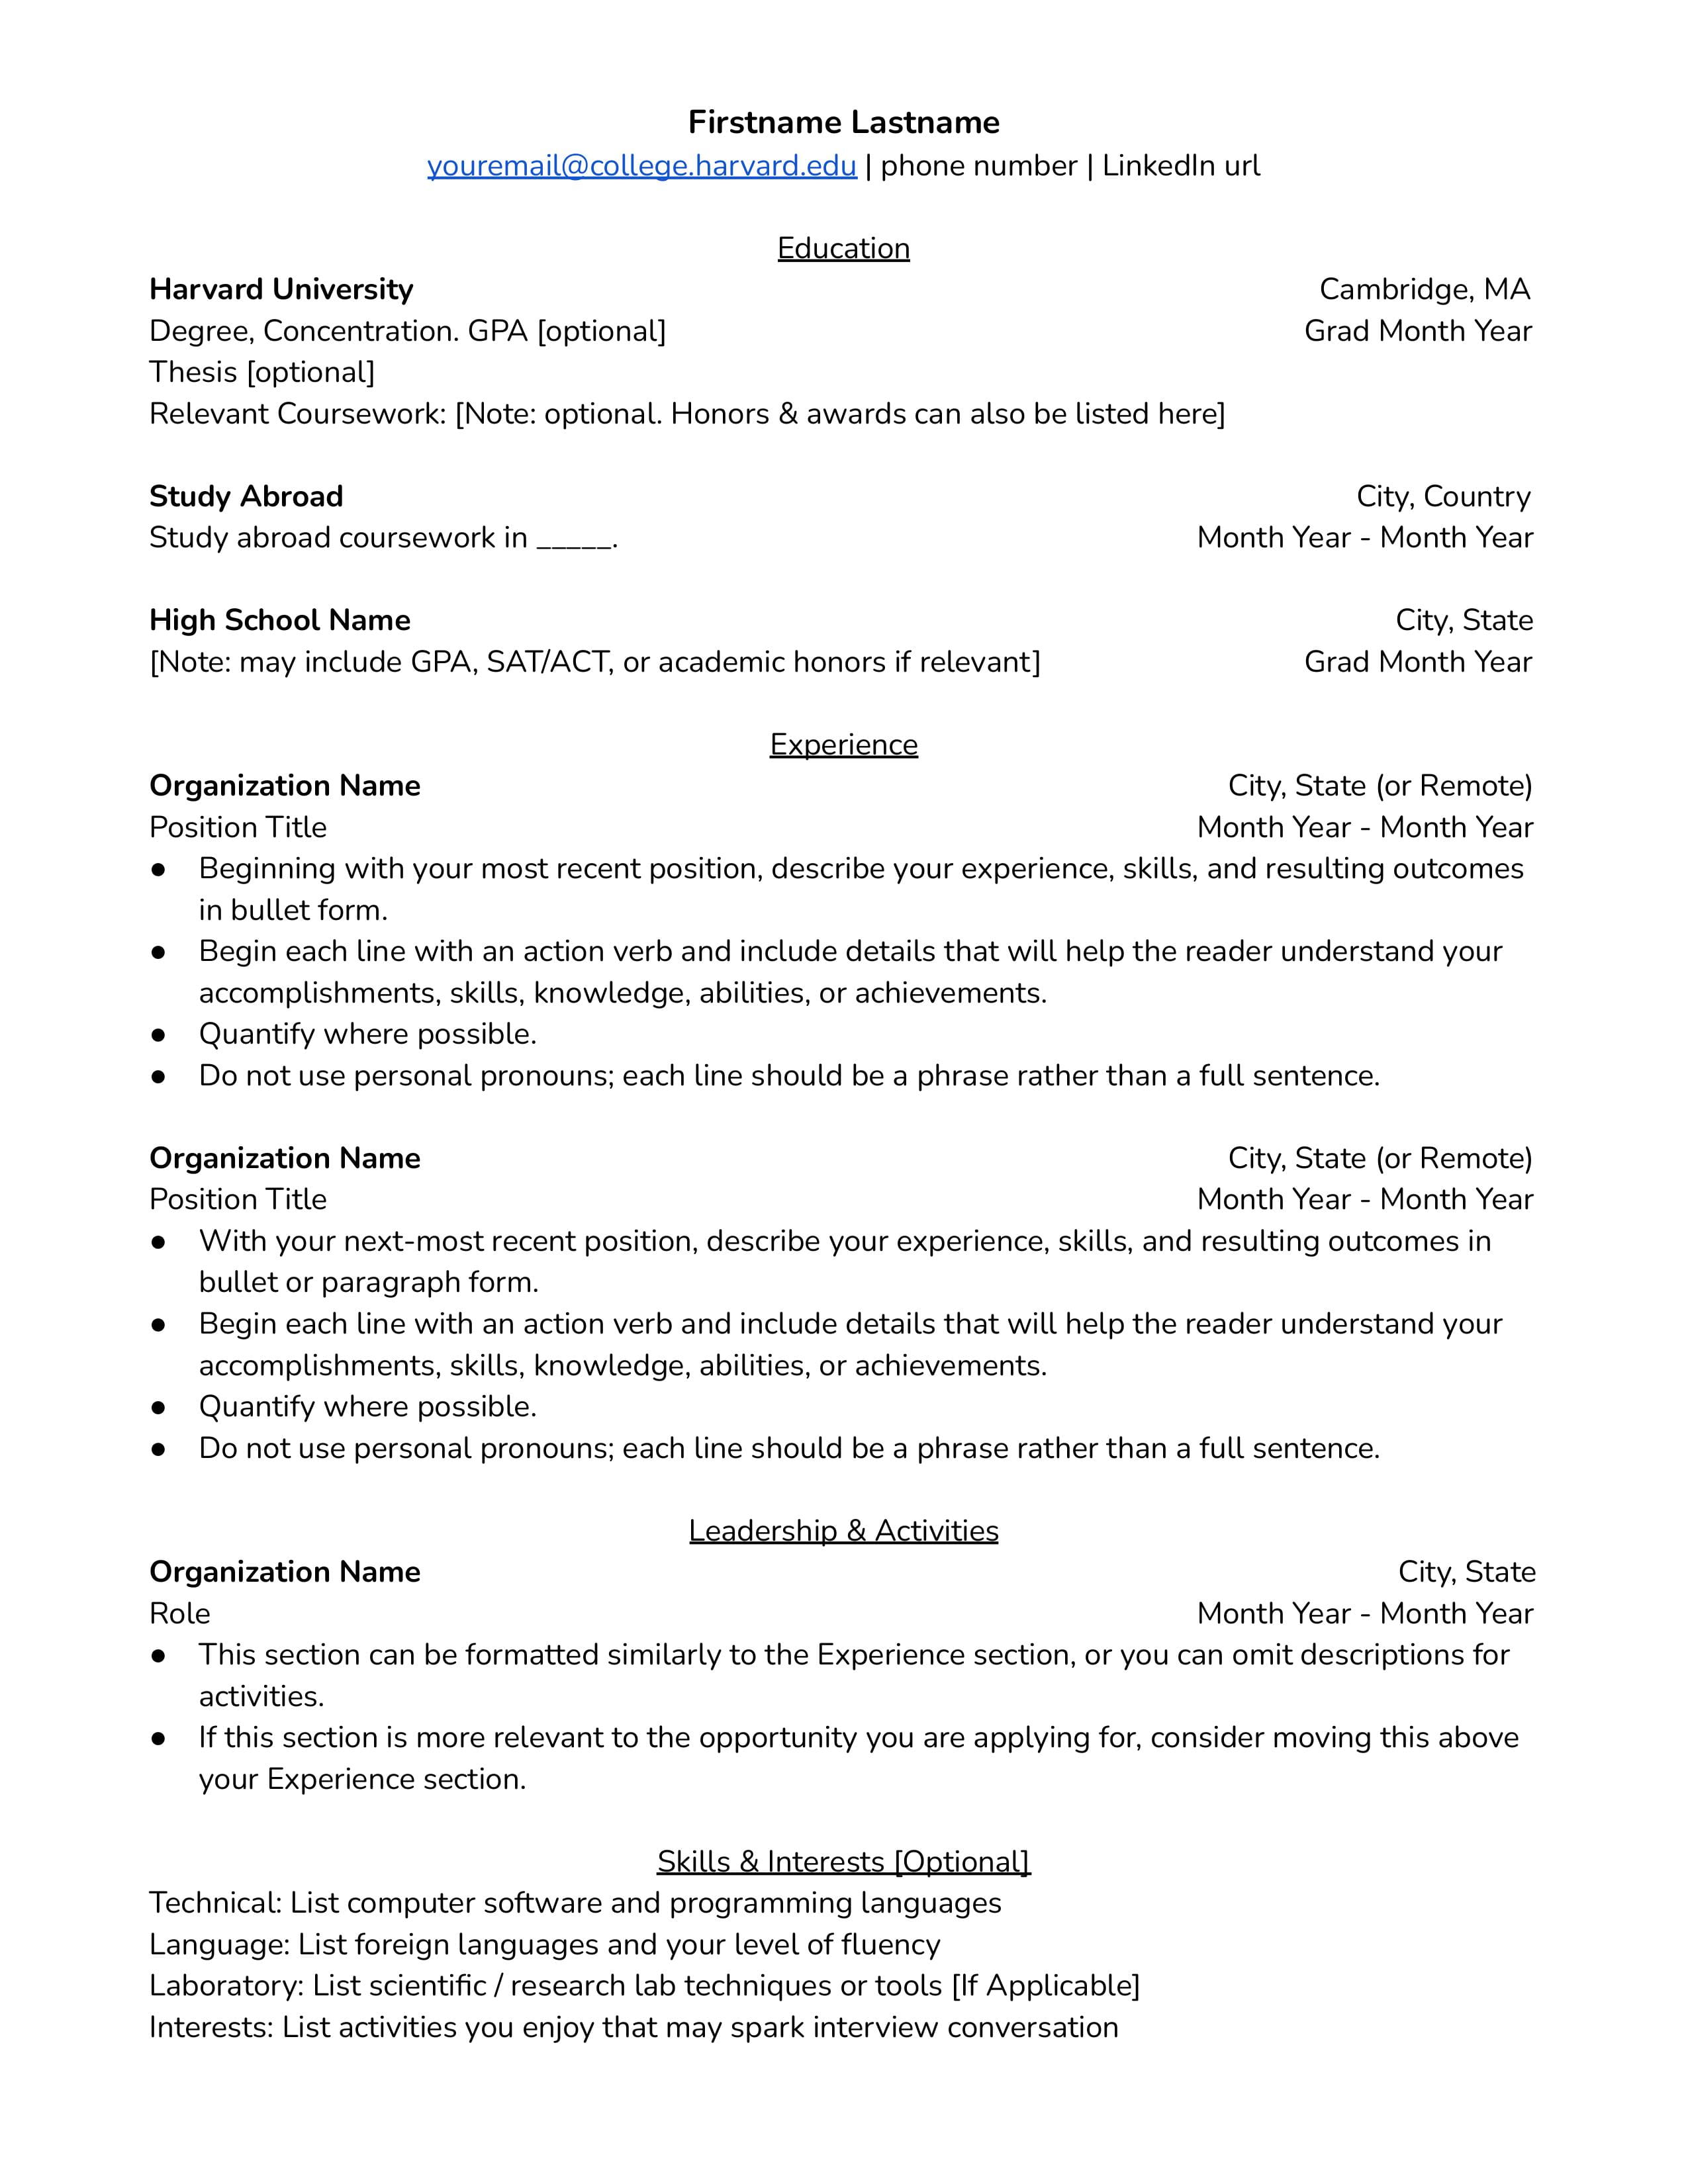 Firstname Lastname
youremail@college.harvard.edu | phone number | LinkedIn url
Education
Harvard University Cambridge, MA
Degree, Concentration. GPA [optional] Grad Month Year
Thesis [optional]
Relevant Coursework: [Note: optional. Honors & awards can also be listed here]
Study Abroad City, Country
Study abroad coursework in _____. Month Year - Month Year
High School Name City, State
[Note: may include GPA, SAT/ACT, or academic honors if relevant] Grad Month Year
Experience
Organization Name City, State (or Remote)
Position Title Month Year - Month Year
● Beginning with your most recent position, describe your experience, skills, and resulting outcomes
in bullet form.
● Begin each line with an action verb and include details that will help the reader understand your
accomplishments, skills, knowledge, abilities, or achievements.
● Quantify where possible.
● Do not use personal pronouns; each line should be a phrase rather than a full sentence.
Organization Name City, State (or Remote)
Position Title Month Year - Month Year
● With your next-most recent position, describe your experience, skills, and resulting outcomes in
bullet or paragraph form.
● Begin each line with an action verb and include details that will help the reader understand your
accomplishments, skills, knowledge, abilities, or achievements.
● Quantify where possible.
● Do not use personal pronouns; each line should be a phrase rather than a full sentence.
Leadership & Activities
Organization Name City, State
Role Month Year - Month Year
● This section can be formatted similarly to the Experience section, or you can omit descriptions for
activities.
● If this section is more relevant to the opportunity you are applying for, consider moving this above
your Experience section.
Skills & Interests [Optional]
Technical: List computer software and programming languages
Language: List foreign languages and your level of fluency
Laboratory: List scientific / research lab techniques or tools [If Applicable]
Interests: List activities you enjoy that may spark interview conversation